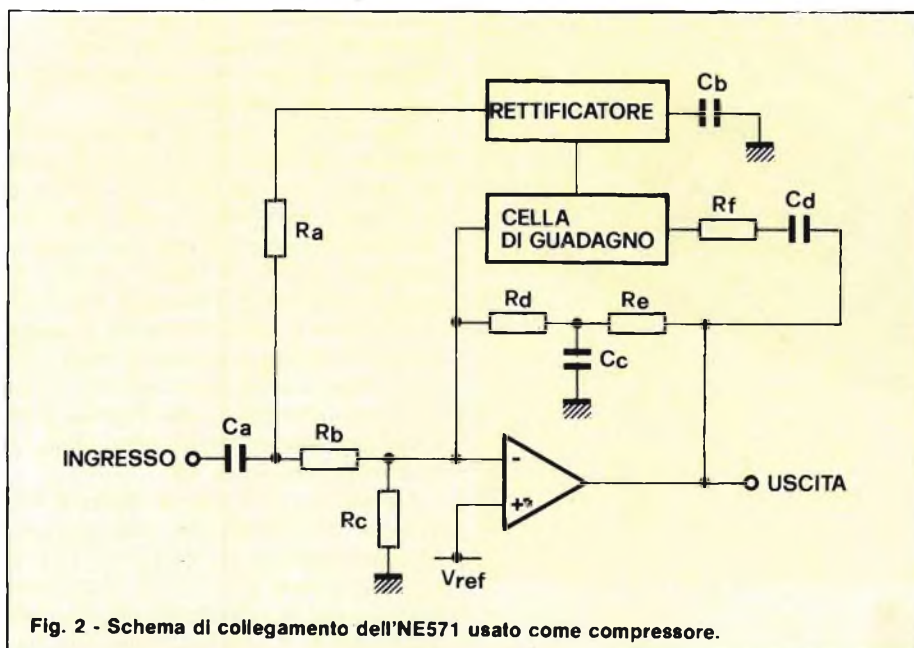 RETTIFICATORE
Cb
CELLA
DI GUADAGNO
Rf
Cd
Ra
Rd
Re
Cc
INGRESSO
Ca
Rb
Rc
-
+
Vref
USCITA
Fig. 2 - Schema di collegamento dell'NE571 usato come compressore.